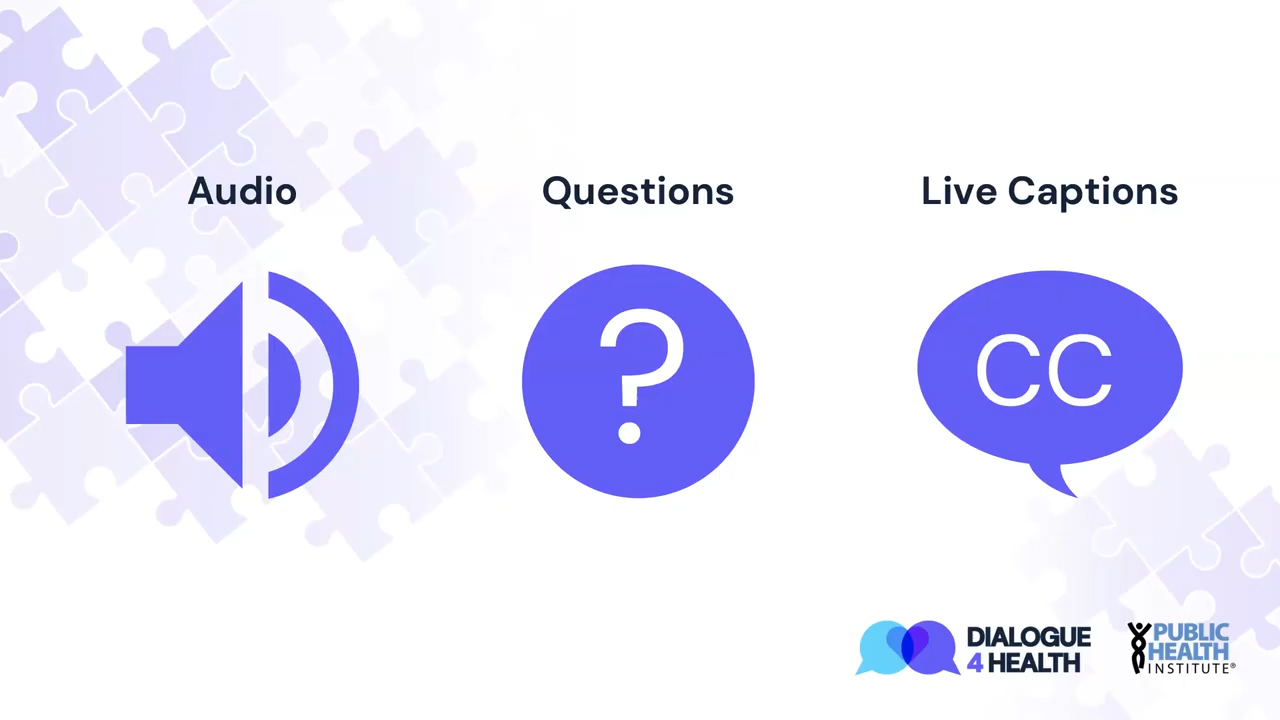 Audio
Questions
Live Captions
?
CC
DIALOGUE
4 HEALTH
PUBLIC
HEALTH
INSTITUTE®